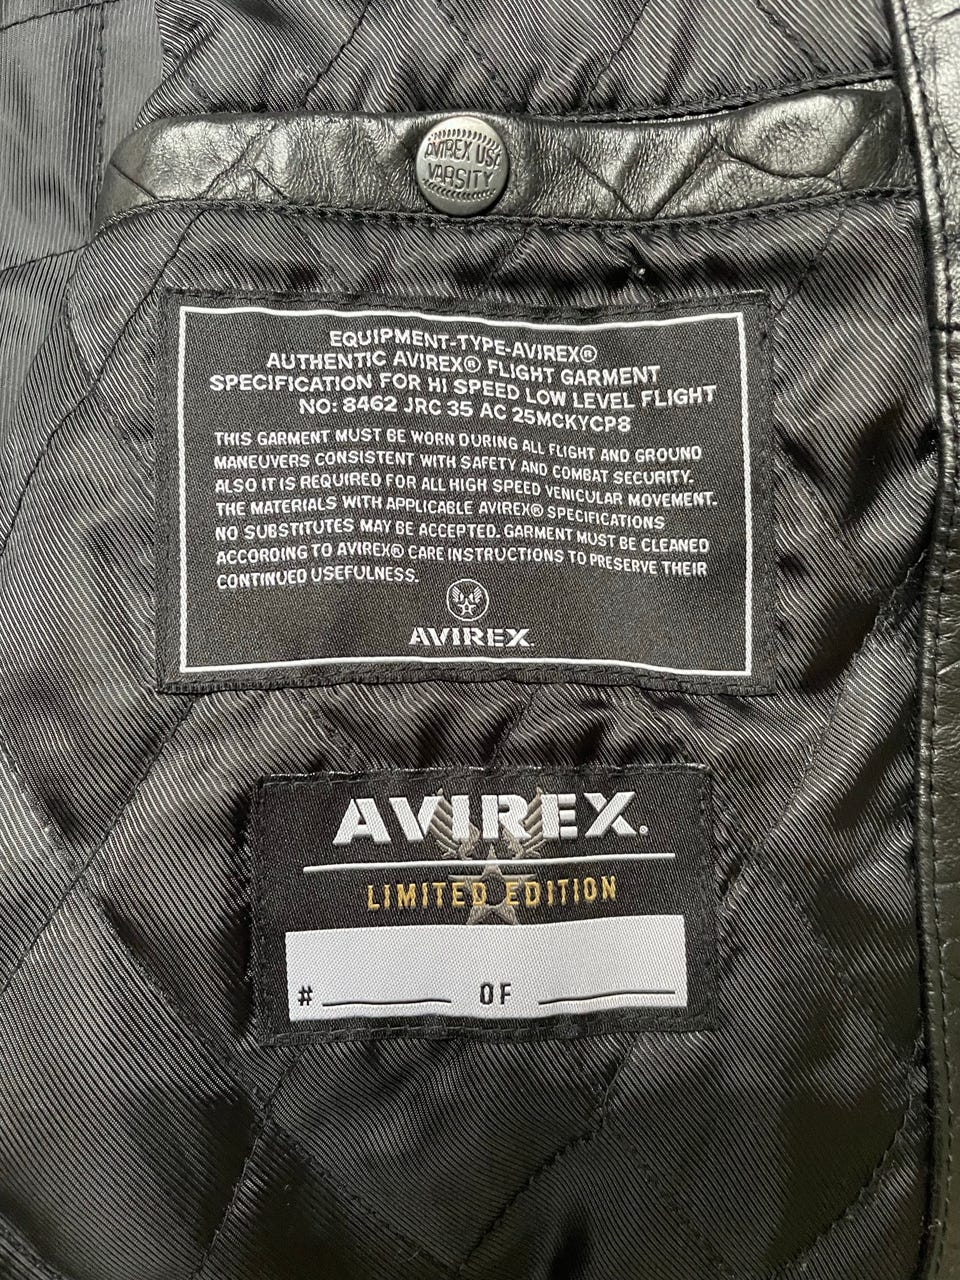 AVIREX USA
VARSITY
EQUIPMENT-TYPE-AVIREX®
AUTHENTIC AVIREX® FLIGHT GARMENT
SPECIFICATION FOR HI SPEED LOW LEVEL FLIGHT
NO: 8462 JRC 35 AC 25MCKYCP8
THIS GARMENT MUST BE WORN DURING ALL FLIGHT AND GROUND
MANEUVERS CONSISTENT WITH SAFETY AND COMBAT SECURITY.
ALSO IT IS REQUIRED FOR ALL HIGH SPEED VENICULAR MOVEMENT.
THE MATERIALS WITH APPLICABLE AVIREX® SPECIFICATIONS
NO SUBSTITUTES MAY BE ACCEPTED. GARMENT MUST BE CLEANED
ACCORDING TO AVIREX® CARE INSTRUCTIONS TO PRESERVE THEIR
CONTINUED USEFULNESS.
AVIREX.
AVIREX.
LIMITED EDITION
# ________ OF ________